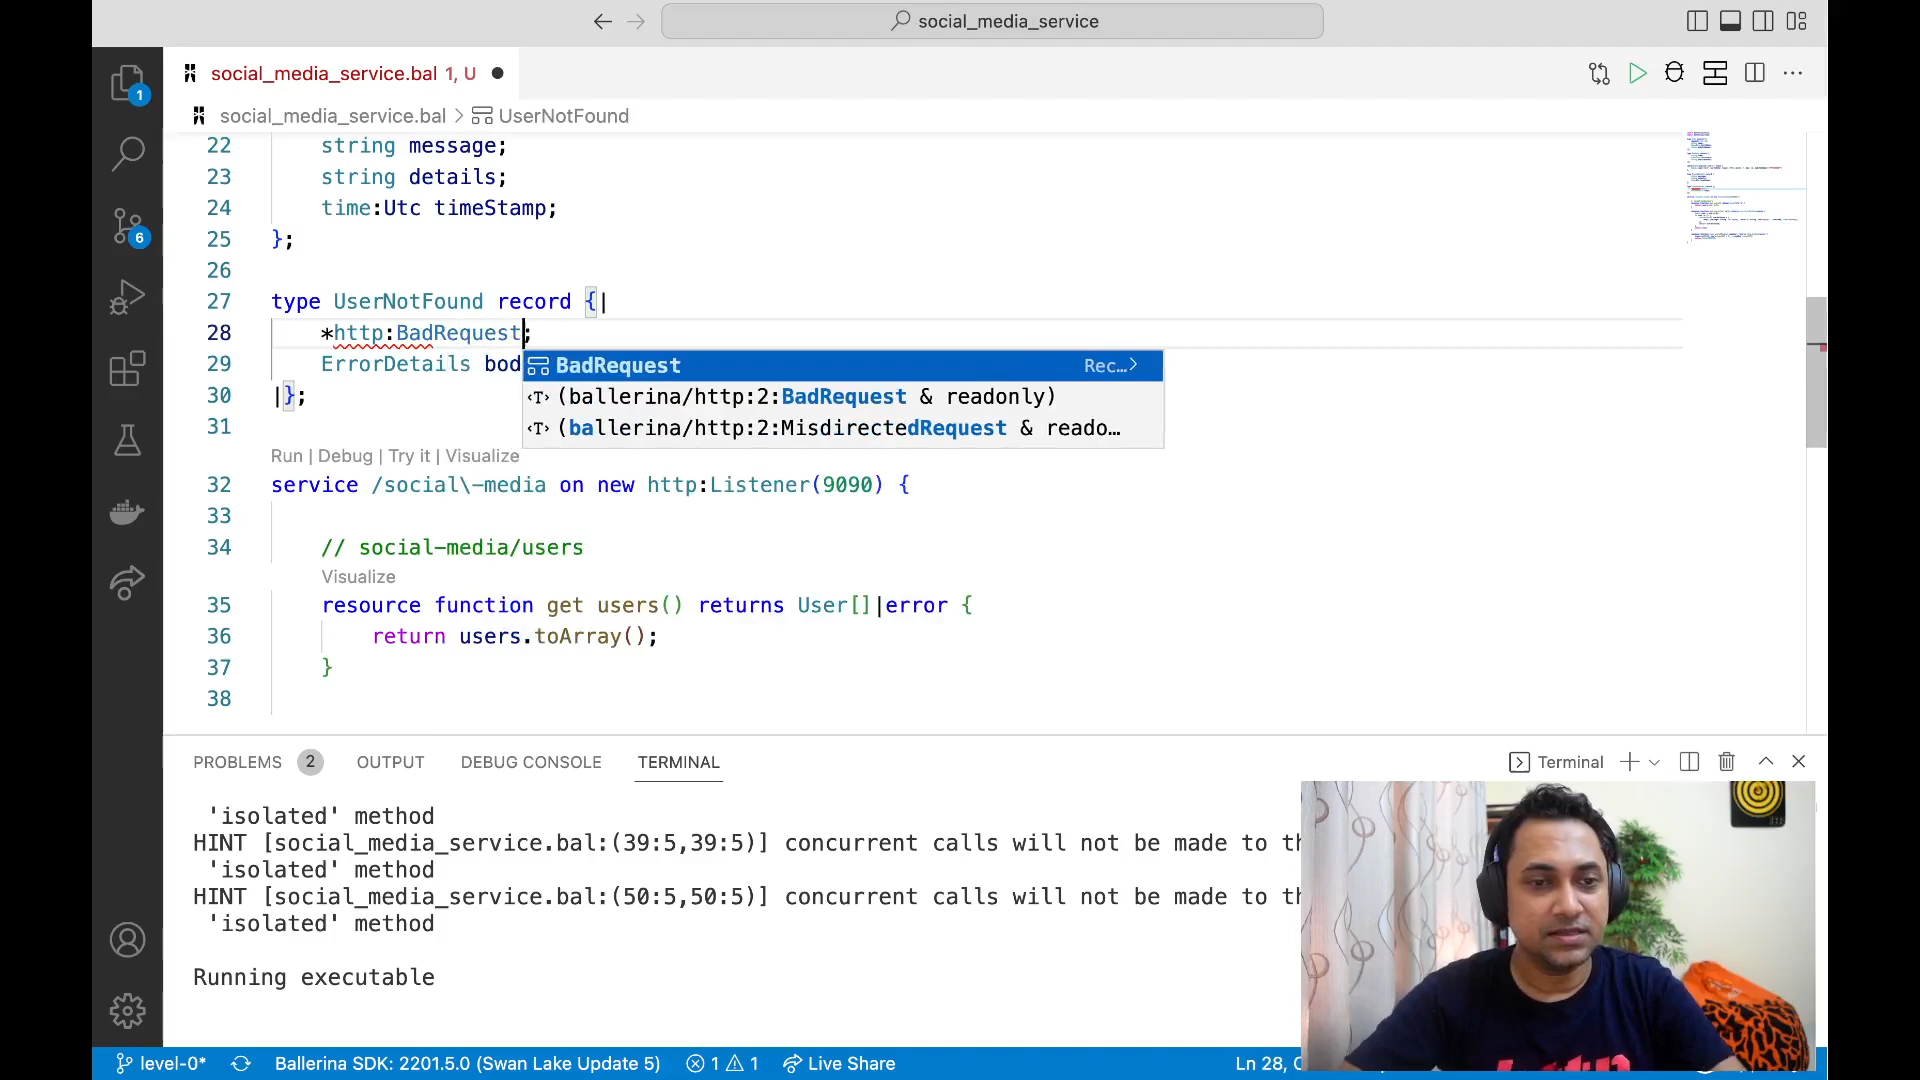 social_media_service
social_media_service.bal 1, U
social_media_service.bal > UserNotFound
22 string message;
23 string details;
24 time:Utc timeStamp;
25 };
26
27 type UserNotFound record {|
28 *http:BadRequest;
29 ErrorDetails bod
BadRequest Rec...>
(ballerina/http:2:BadRequest & readonly)
(ballerina/http:2:MisdirectedRequest & reado...
30 |};
31
Run | Debug | Try it | Visualize
32 service /social\-media on new http:Listener(9090) {
33
34 // social-media/users
Visualize
35 resource function get users() returns User[]|error {
36 return users.toArray();
37 }
38
PROBLEMS 2 OUTPUT DEBUG CONSOLE TERMINAL Terminal
'isolated' method
HINT [social_media_service.bal:(39:5,39:5)] concurrent calls will not be made to th
'isolated' method
HINT [social_media_service.bal:(50:5,50:5)] concurrent calls will not be made to th
'isolated' method
Running executable
1
6
level-0* Ballerina SDK: 2201.5.0 (Swan Lake Update 5) 1 1 Live Share Ln 28, C